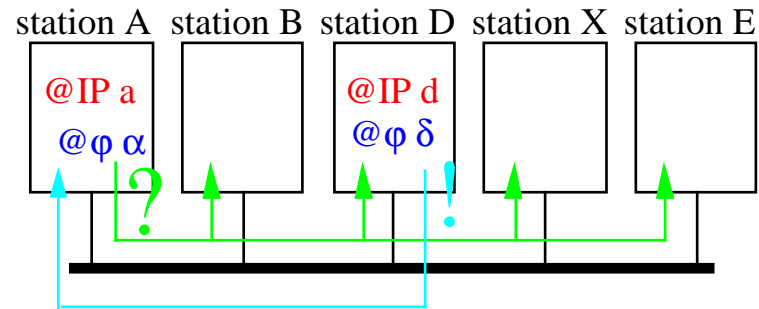 station A station B station D station X station E
@IP a @IP d
@φ α @φ δ
? !